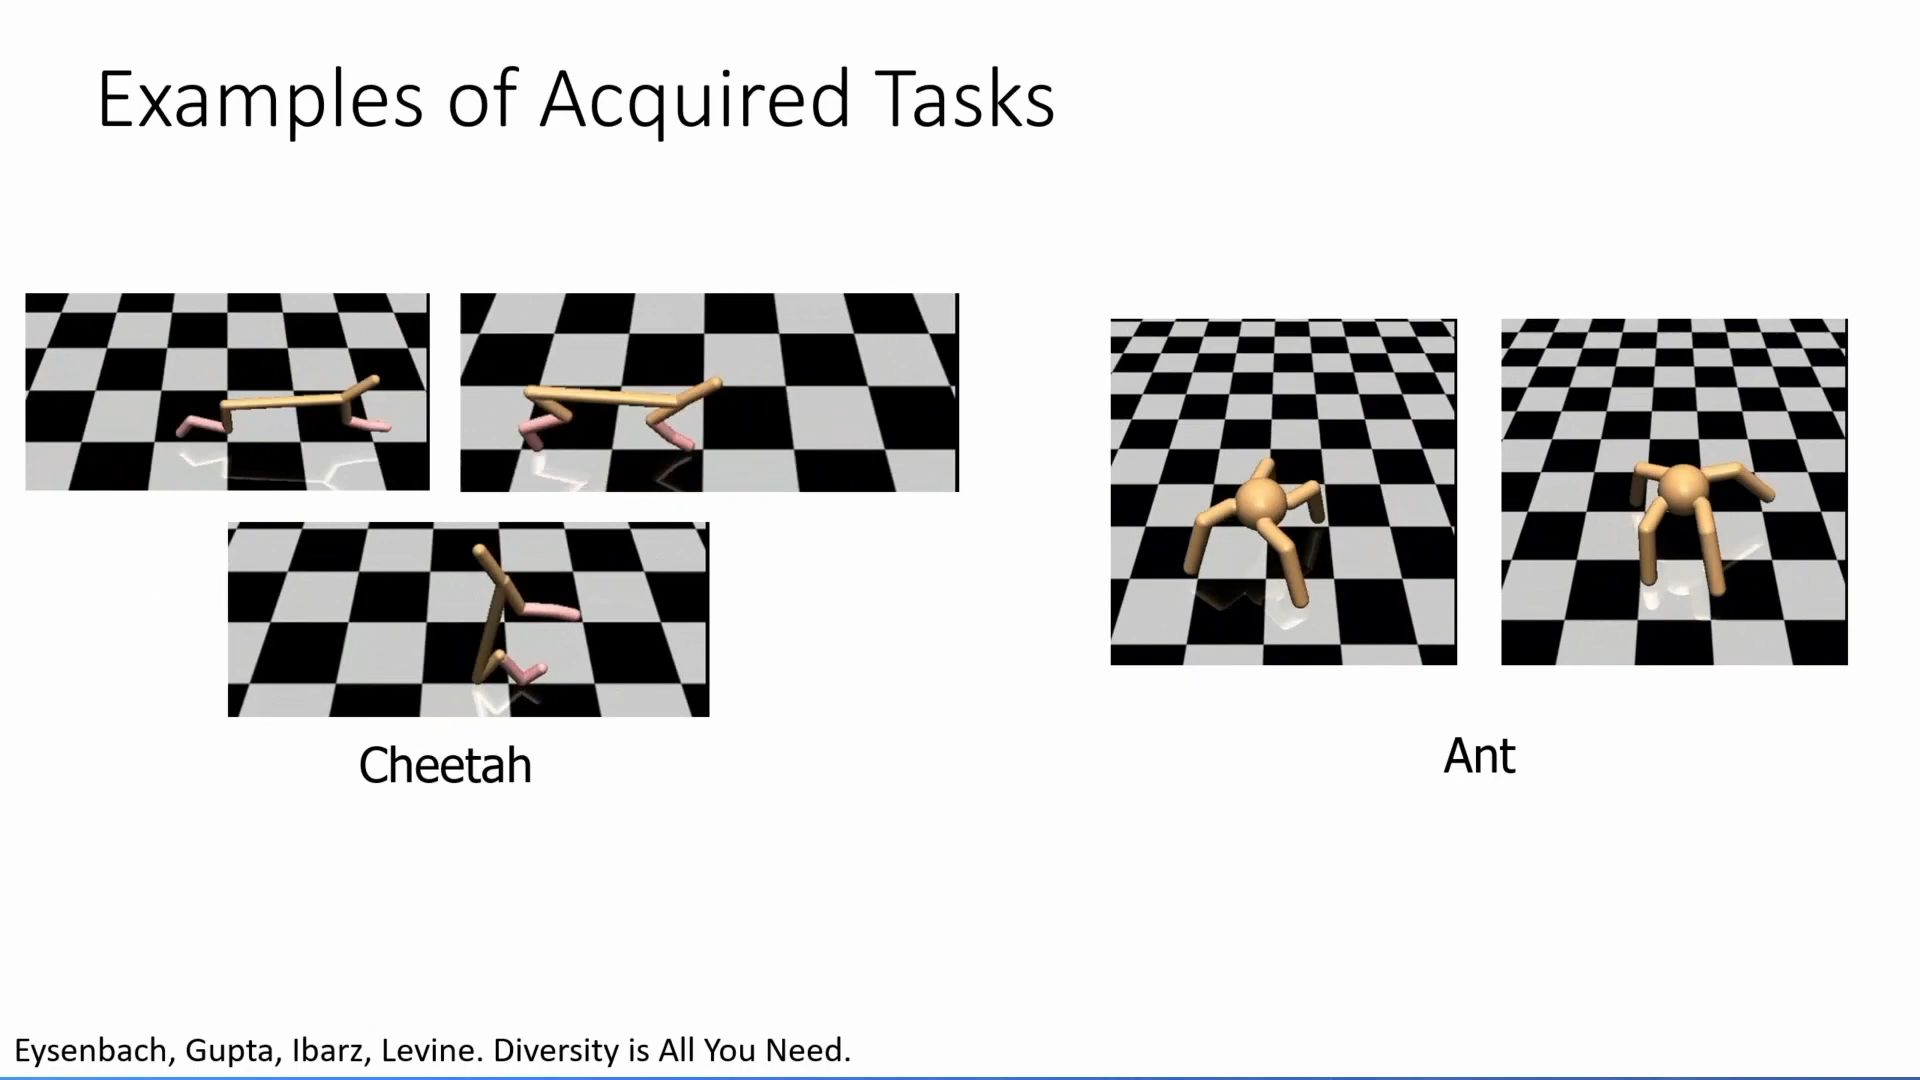 Examples of Acquired Tasks
Cheetah
Ant
Eysenbach, Gupta, Ibarz, Levine. Diversity is All You Need.